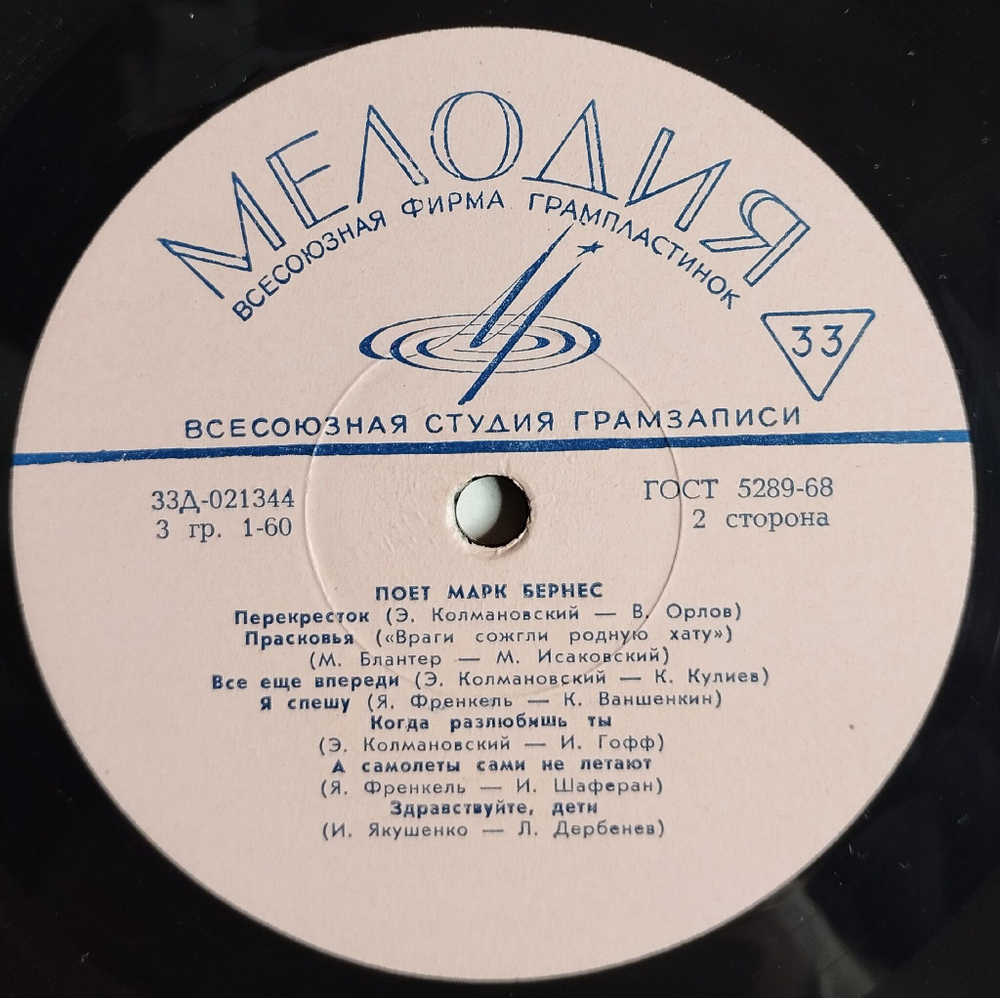 МЕЛОДИЯ
ВСЕСОЮЗНАЯ ФИРМА ГРАМПЛАСТИНОК
33
ВСЕСОЮЗНАЯ СТУДИЯ ГРАМЗАПИСИ
33Д-021344
3 гр. 1-60
ГОСТ 5289-68
2 сторона
ПОЕТ МАРК БЕРНЕС
Перекресток (Э. Колмановский — В. Орлов)
Прасковья («Враги сожгли родную хату»)
(М. Блантер — М. Исаковский)
Все еще впереди (Э. Колмановский — К. Кулиев)
Я спешу (Я. Френкель — К. Ваншенкин)
Когда разлюбишь ты
(Э. Колмановский — И. Гофф)
А самолеты сами не летают
(Я. Френкель — И. Шаферан)
Здравствуйте, дети
(И. Якушенко — Л. Дербенев)